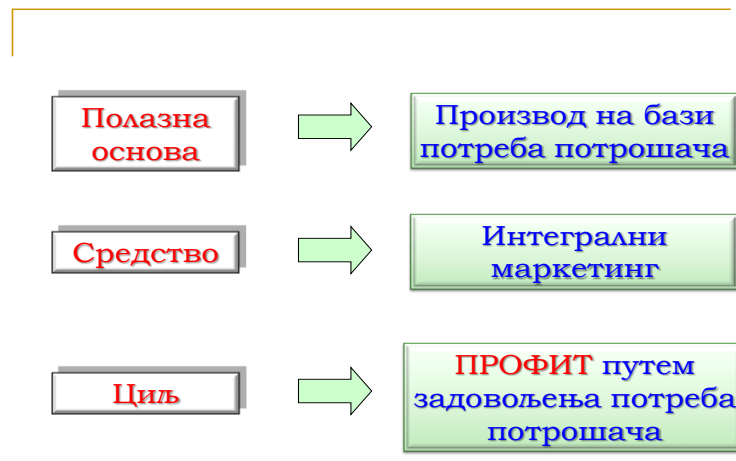 Полазна
основа
Производ на бази
потреба потрошача
Средство
Интегрални
маркетинг
Циљ
ПРОФИТ путем
задовољења потреба
потрошача